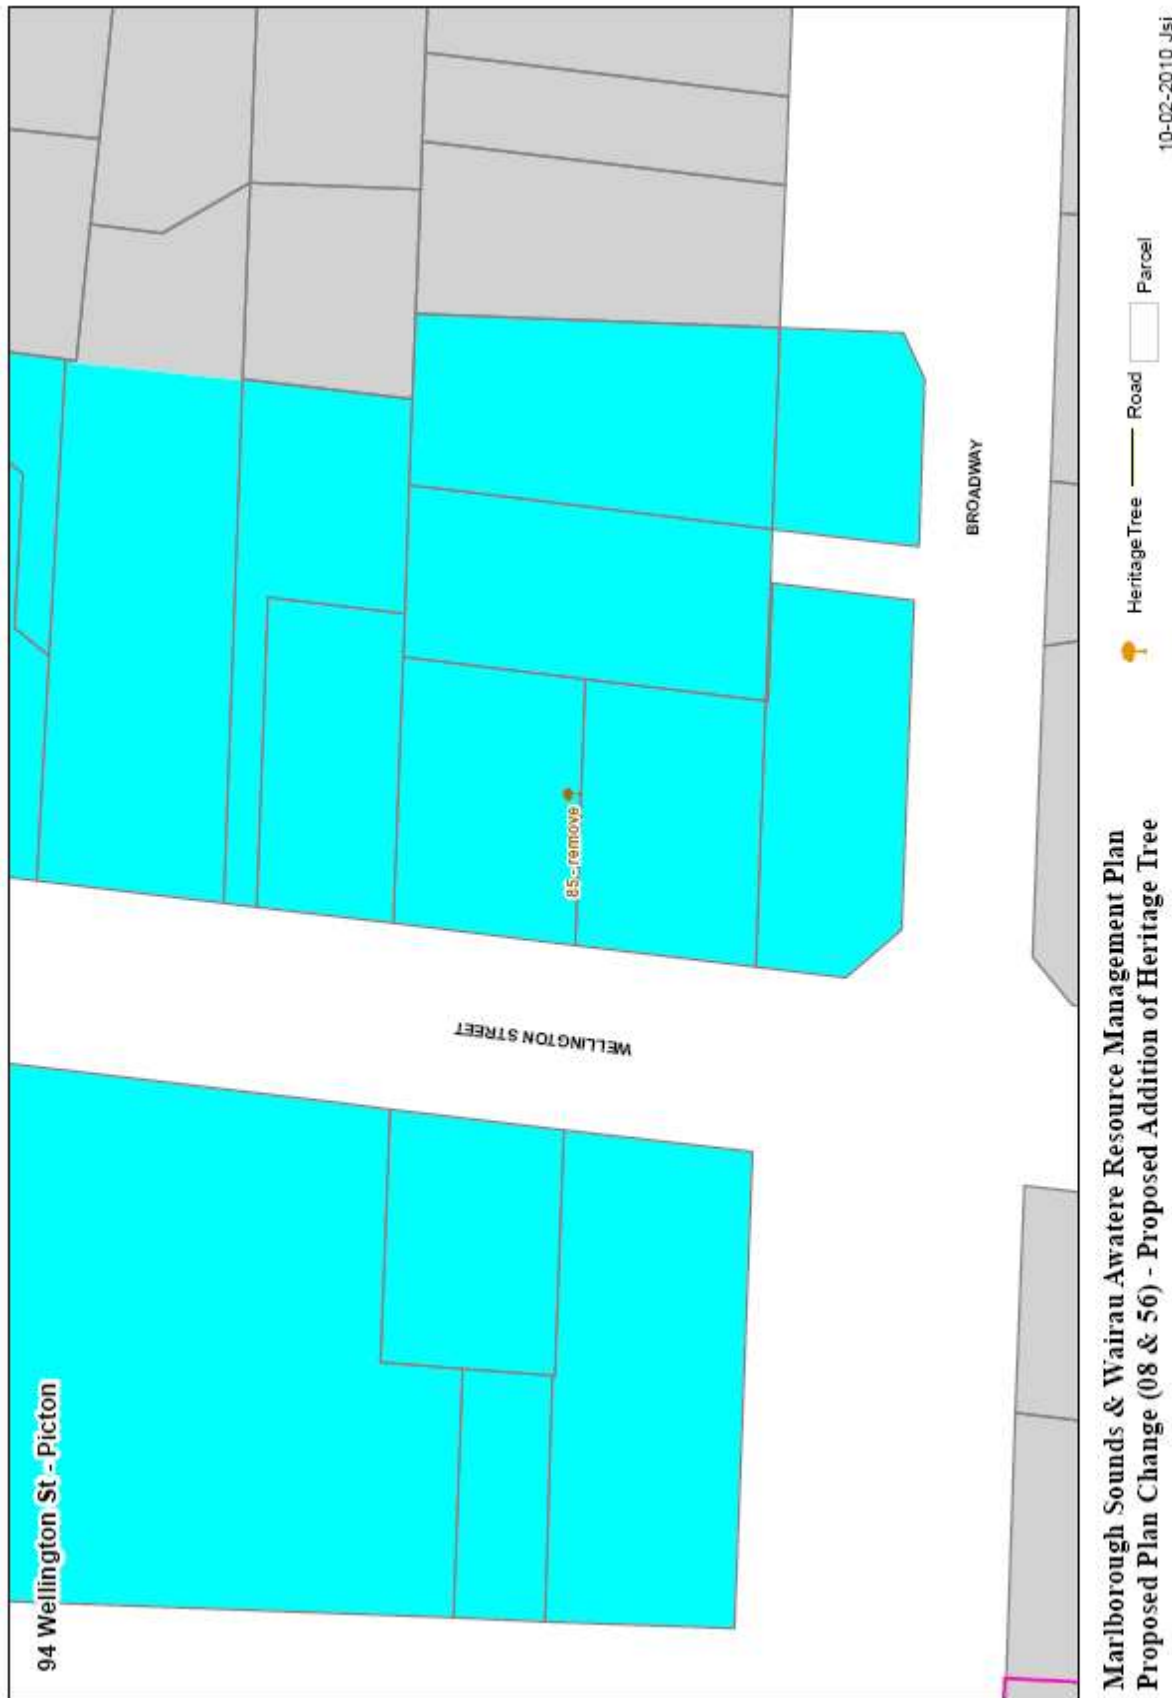 94 Wellington St - Picton
WELLINGTON STREET
85 - remove
BROADWAY
HeritageTree
Road
Parcel
Marlborough Sounds & Wairau Awatere Resource Management Plan
Proposed Plan Change (08 & 56) - Proposed Addition of Heritage Tree
10-02-2010 Jsi